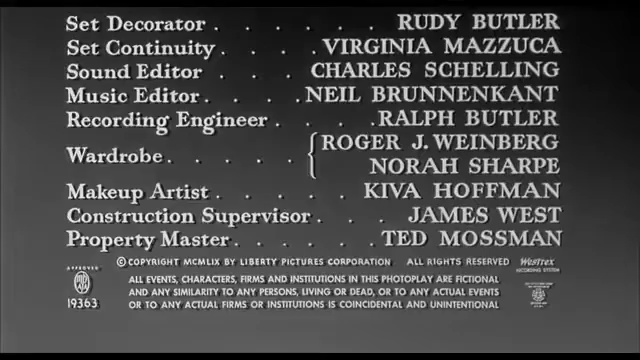 Set Decorator . . . . . . RUDY BUTLER
Set Continuity . . . . VIRGINIA MAZZUCA
Sound Editor . . . . CHARLES SCHELLING
Music Editor . . . . NEIL BRUNNENKANT
Recording Engineer . . . . RALPH BUTLER
Wardrobe . . . . . { ROGER J. WEINBERG
NORAH SHARPE
Makeup Artist . . . . . KIVA HOFFMAN
Construction Supervisor . . . JAMES WEST
Property Master . . . . . TED MOSSMAN
© COPYRIGHT MCMLIX BY LIBERTY PICTURES CORPORATION ALL RIGHTS RESERVED
Westrex
RECORDING SYSTEM
APPROVED
19363
ALL EVENTS, CHARACTERS, FIRMS AND INSTITUTIONS IN THIS PHOTOPLAY ARE FICTIONAL
AND ANY SIMILARITY TO ANY PERSONS, LIVING OR DEAD, OR TO ANY ACTUAL EVENTS
OR TO ANY ACTUAL FIRMS OR INSTITUTIONS IS COINCIDENTAL AND UNINTENTIONAL